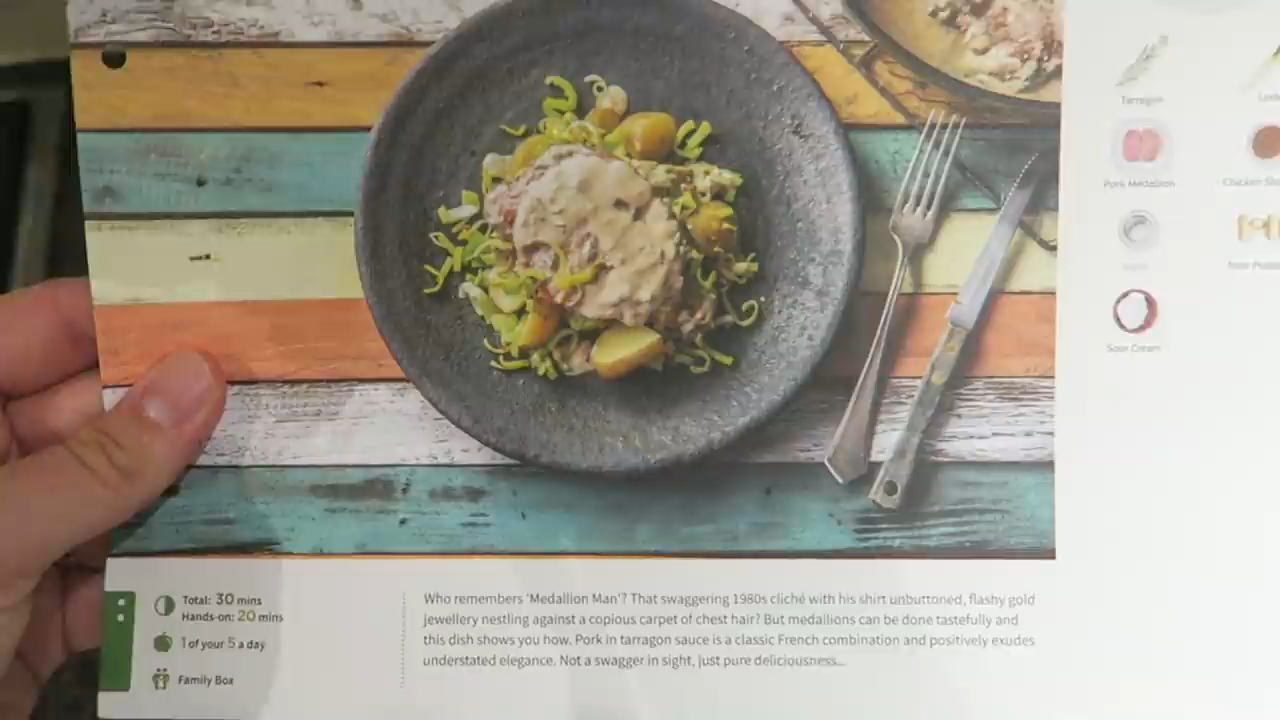 Tarragon
Pork Medallion
Sour Cream
Total: 30 mins
Hands-on: 20 mins
1 of your 5 a day
Family Box
Who remembers 'Medallion Man'? That swaggering 1980s cliché with his shirt unbuttoned, flashy gold
jewellery nestling against a copious carpet of chest hair? But medallions can be done tastefully and
this dish shows you how. Pork in tarragon sauce is a classic French combination and positively exudes
understated elegance. Not a swagger in sight, just pure deliciousness...